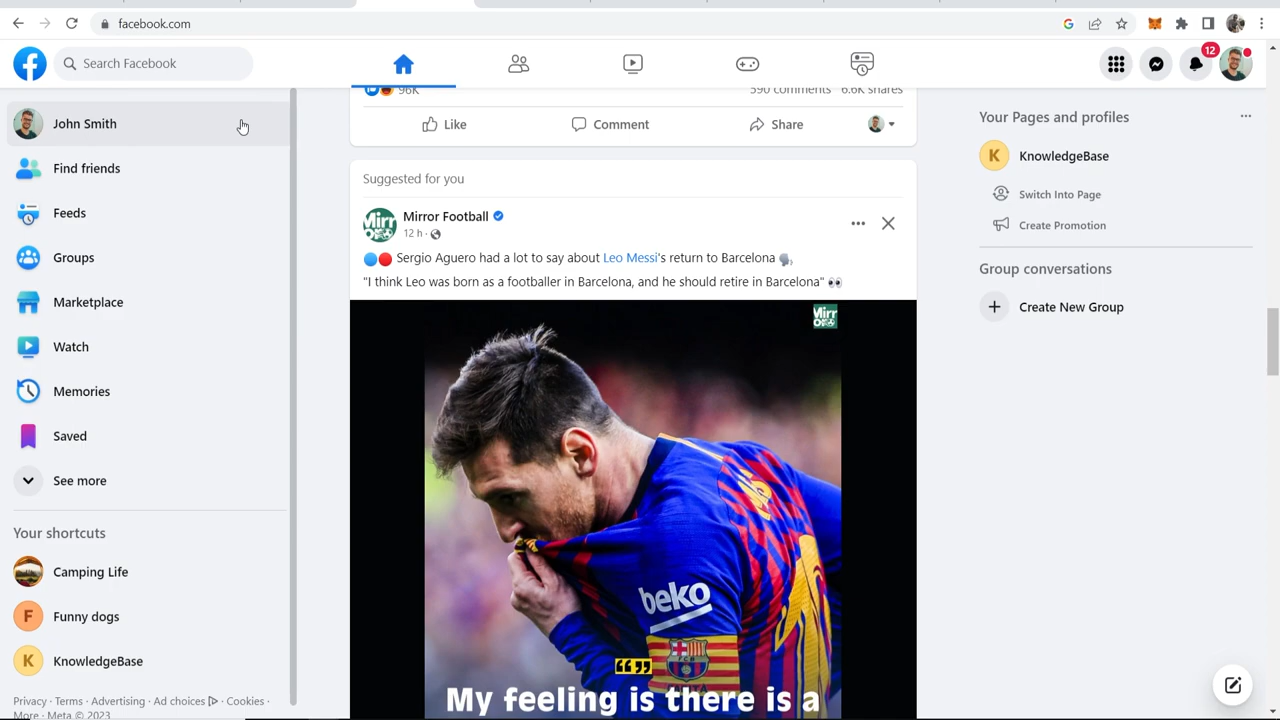 facebook.com
Search Facebook
12
John Smith
Find friends
Feeds
Groups
Marketplace
Watch
Memories
Saved
See more
Your shortcuts
Camping Life
F Funny dogs
K KnowledgeBase
Privacy · Terms · Advertising · Ad choices · Cookies ·
More · Meta © 2023
96K 590 comments 6.6K shares
Like Comment Share
Suggested for you
Mirror Football
12 h ·
Sergio Aguero had a lot to say about Leo Messi's return to Barcelona
"I think Leo was born as a footballer in Barcelona, and he should retire in Barcelona"
beko
My feeling is there is a
Your Pages and profiles
K KnowledgeBase
Switch Into Page
Create Promotion
Group conversations
Create New Group